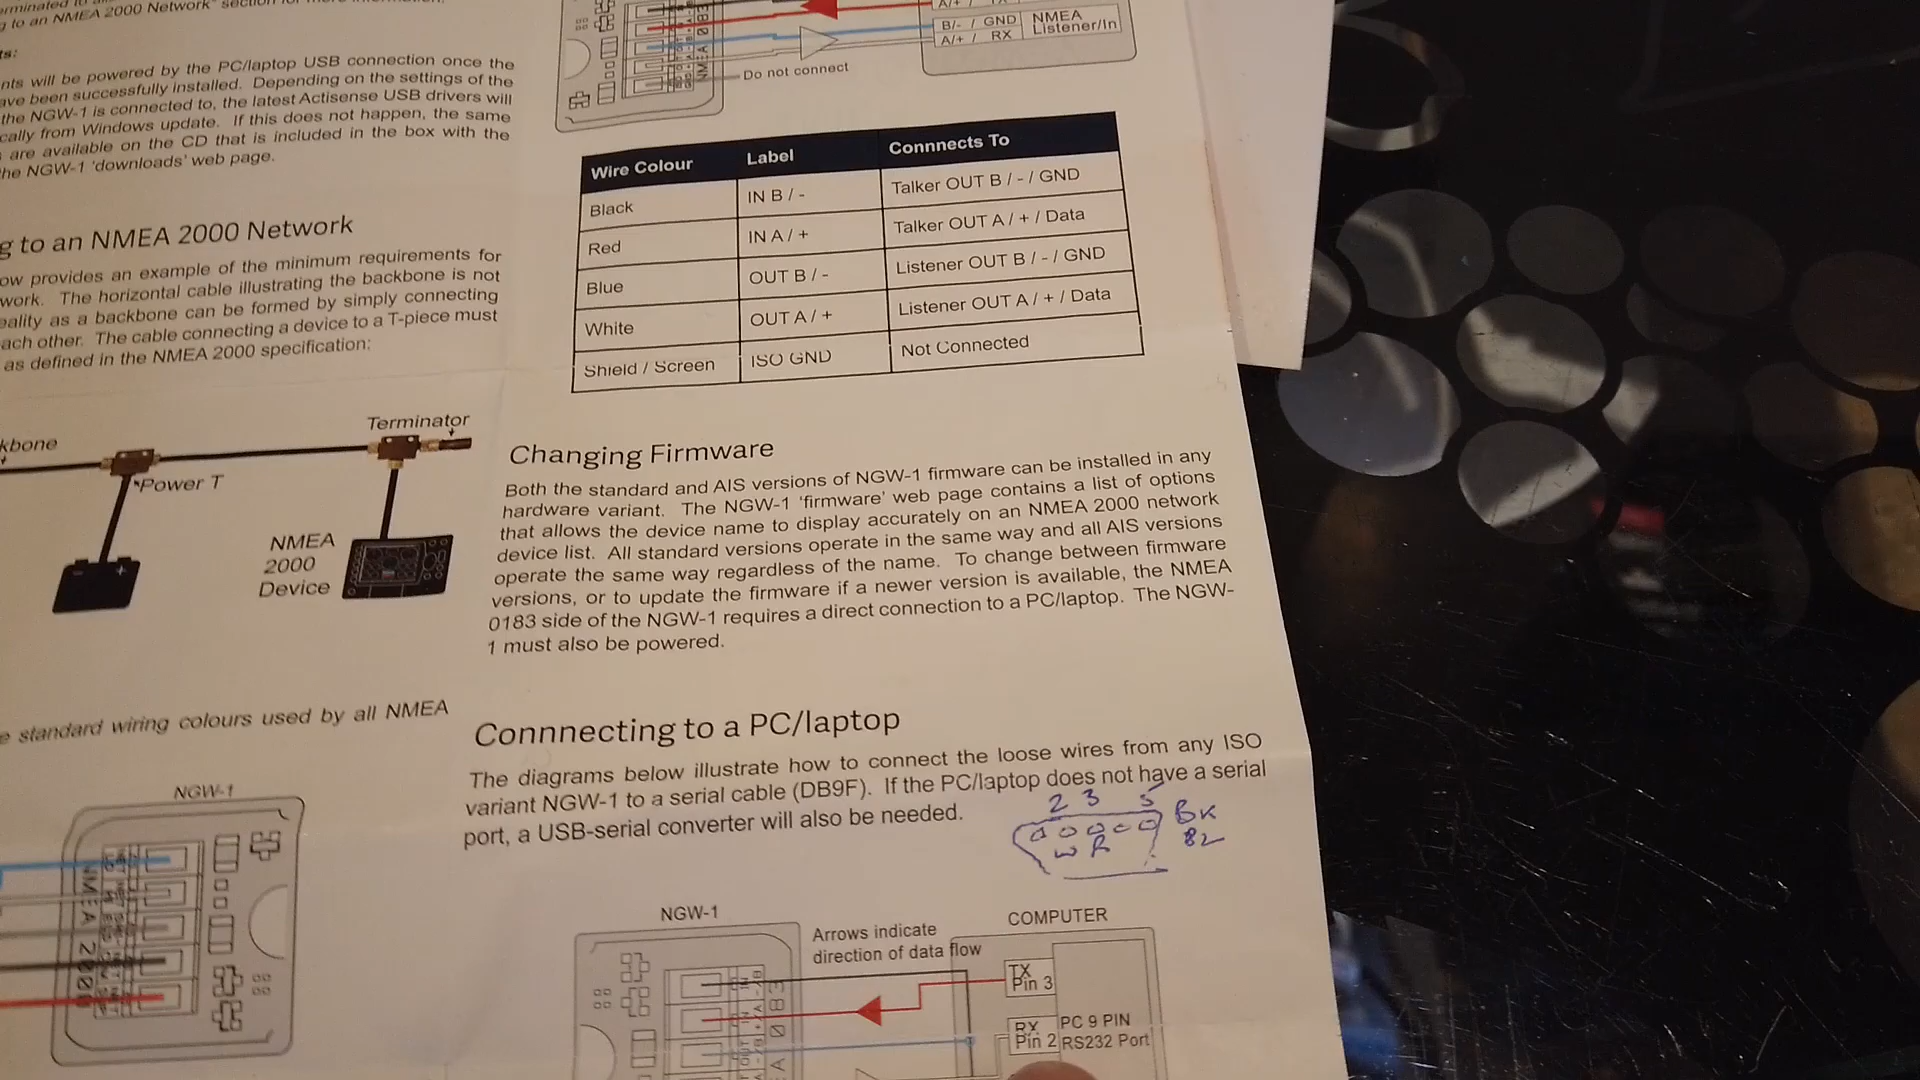 to an NMEA 2000 Network" section for more information.
ts:
nts will be powered by the PC/laptop USB connection once the
ave been successfully installed. Depending on the settings of the
the NGW-1 is connected to, the latest Actisense USB drivers will
cally from Windows update. If this does not happen, the same
s are available on the CD that is included in the box with the
he NGW-1 'downloads' web page.
g to an NMEA 2000 Network
ow provides an example of the minimum requirements for
work. The horizontal cable illustrating the backbone is not
eality as a backbone can be formed by simply connecting
ach other. The cable connecting a device to a T-piece must
as defined in the NMEA 2000 specification:
kbone
Power T
Terminator
NMEA
2000
Device
e standard wiring colours used by all NMEA
NGW-1
NMEA 2000
B/- / GND
A/+ / RX
NMEA
Listener/In
Do not connect
Wire Colour Label Connnects To
Black IN B / - Talker OUT B / - / GND
Red IN A / + Talker OUT A / + / Data
Blue OUT B / - Listener OUT B / - / GND
White OUT A / + Listener OUT A / + / Data
Shield / Screen ISO GND Not Connected
Changing Firmware
Both the standard and AIS versions of NGW-1 firmware can be installed in any
hardware variant. The NGW-1 'firmware' web page contains a list of options
that allows the device name to display accurately on an NMEA 2000 network
device list. All standard versions operate in the same way and all AIS versions
operate the same way regardless of the name. To change between firmware
versions, or to update the firmware if a newer version is available, the NMEA
0183 side of the NGW-1 requires a direct connection to a PC/laptop. The NGW-
1 must also be powered.
Connnecting to a PC/laptop
The diagrams below illustrate how to connect the loose wires from any ISO
variant NGW-1 to a serial cable (DB9F). If the PC/laptop does not have a serial
port, a USB-serial converter will also be needed.
2 3 5
BK
BL
W R
NGW-1
Arrows indicate
direction of data flow
COMPUTER
TX
Pin 3
RX
Pin 2
PC 9 PIN
RS232 Port